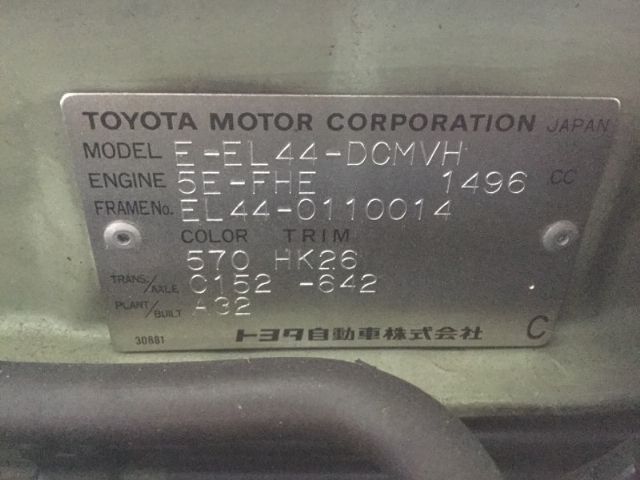 TOYOTA MOTOR CORPORATION JAPAN
MODEL E-EL44-DCMVH
ENGINE 5E-FHE 1496 CC
FRAME No. EL44-0110014
COLOR TRIM
570 HK26
TRANS./AXLE C152 -642
PLANT/BUILT A32
30881 トヨタ自動車株式会社 C